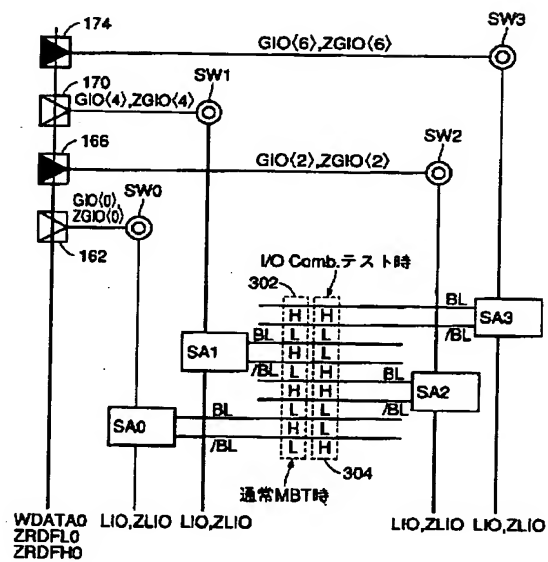 174
SW3
GIO⟨6⟩,ZGIO⟨6⟩
170
SW1
GIO⟨4⟩,ZGIO⟨4⟩
SW2
166
GIO⟨2⟩,ZGIO⟨2⟩
GIO⟨0⟩,
ZGIO⟨0⟩
SW0
162
I/O Comb.テスト時
302
BL
H H
SA3
L L
/BL
SA1
BL
H L
/BL
L H
H H
BL
SA2
L L
/BL
SA0
BL
H L
/BL
L H
304
通常MBT時
WDATA0
ZRDFL0
ZRDFH0
LIO,ZLIO
LIO,ZLIO
LIO,ZLIO
LIO,ZLIO